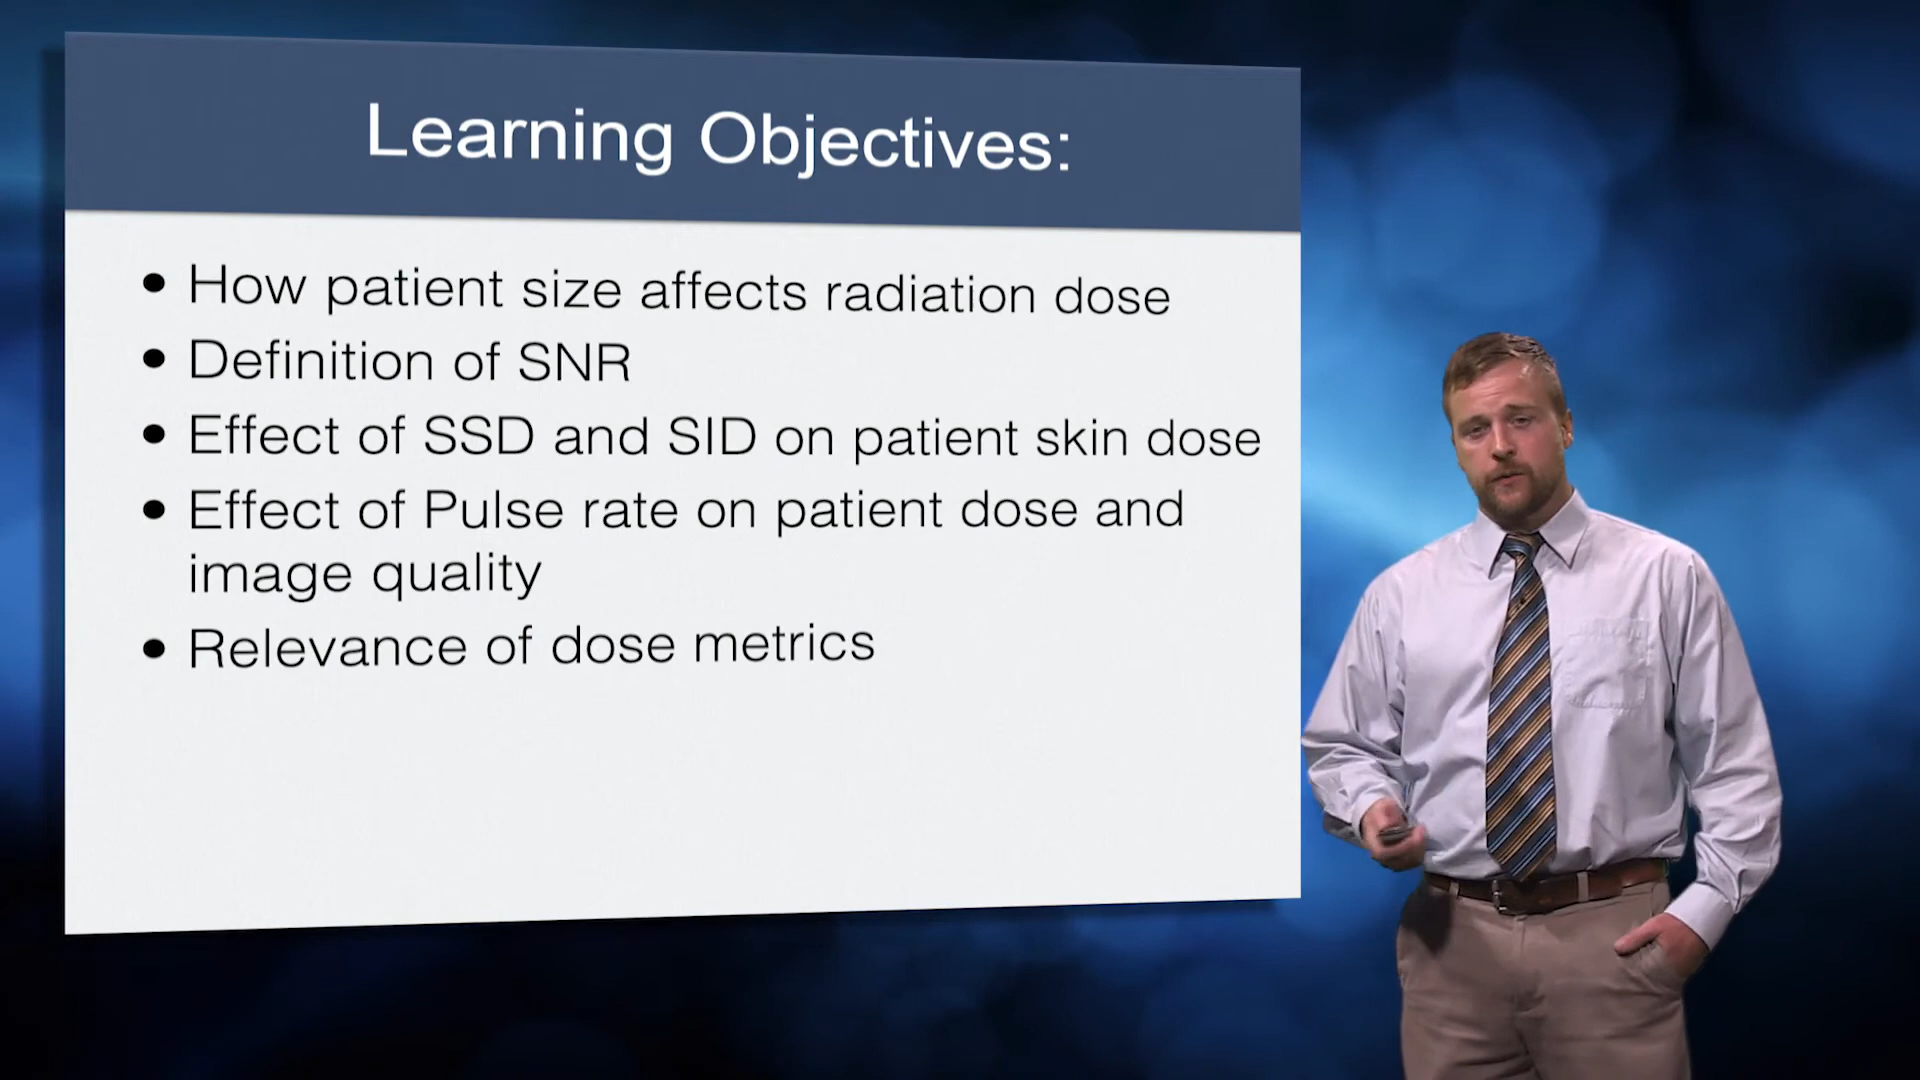 Learning Objectives:
• How patient size affects radiation dose
• Definition of SNR
• Effect of SSD and SID on patient skin dose
• Effect of Pulse rate on patient dose and
image quality
• Relevance of dose metrics